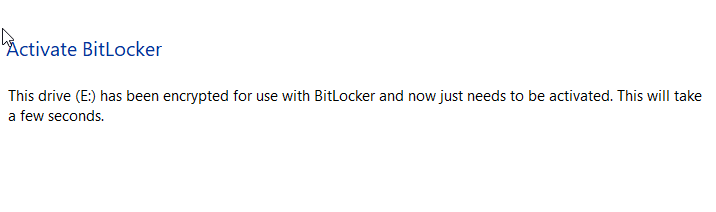 Activate BitLocker
This drive (E:) has been encrypted for use with BitLocker and now just needs to be activated. This will take
a few seconds.